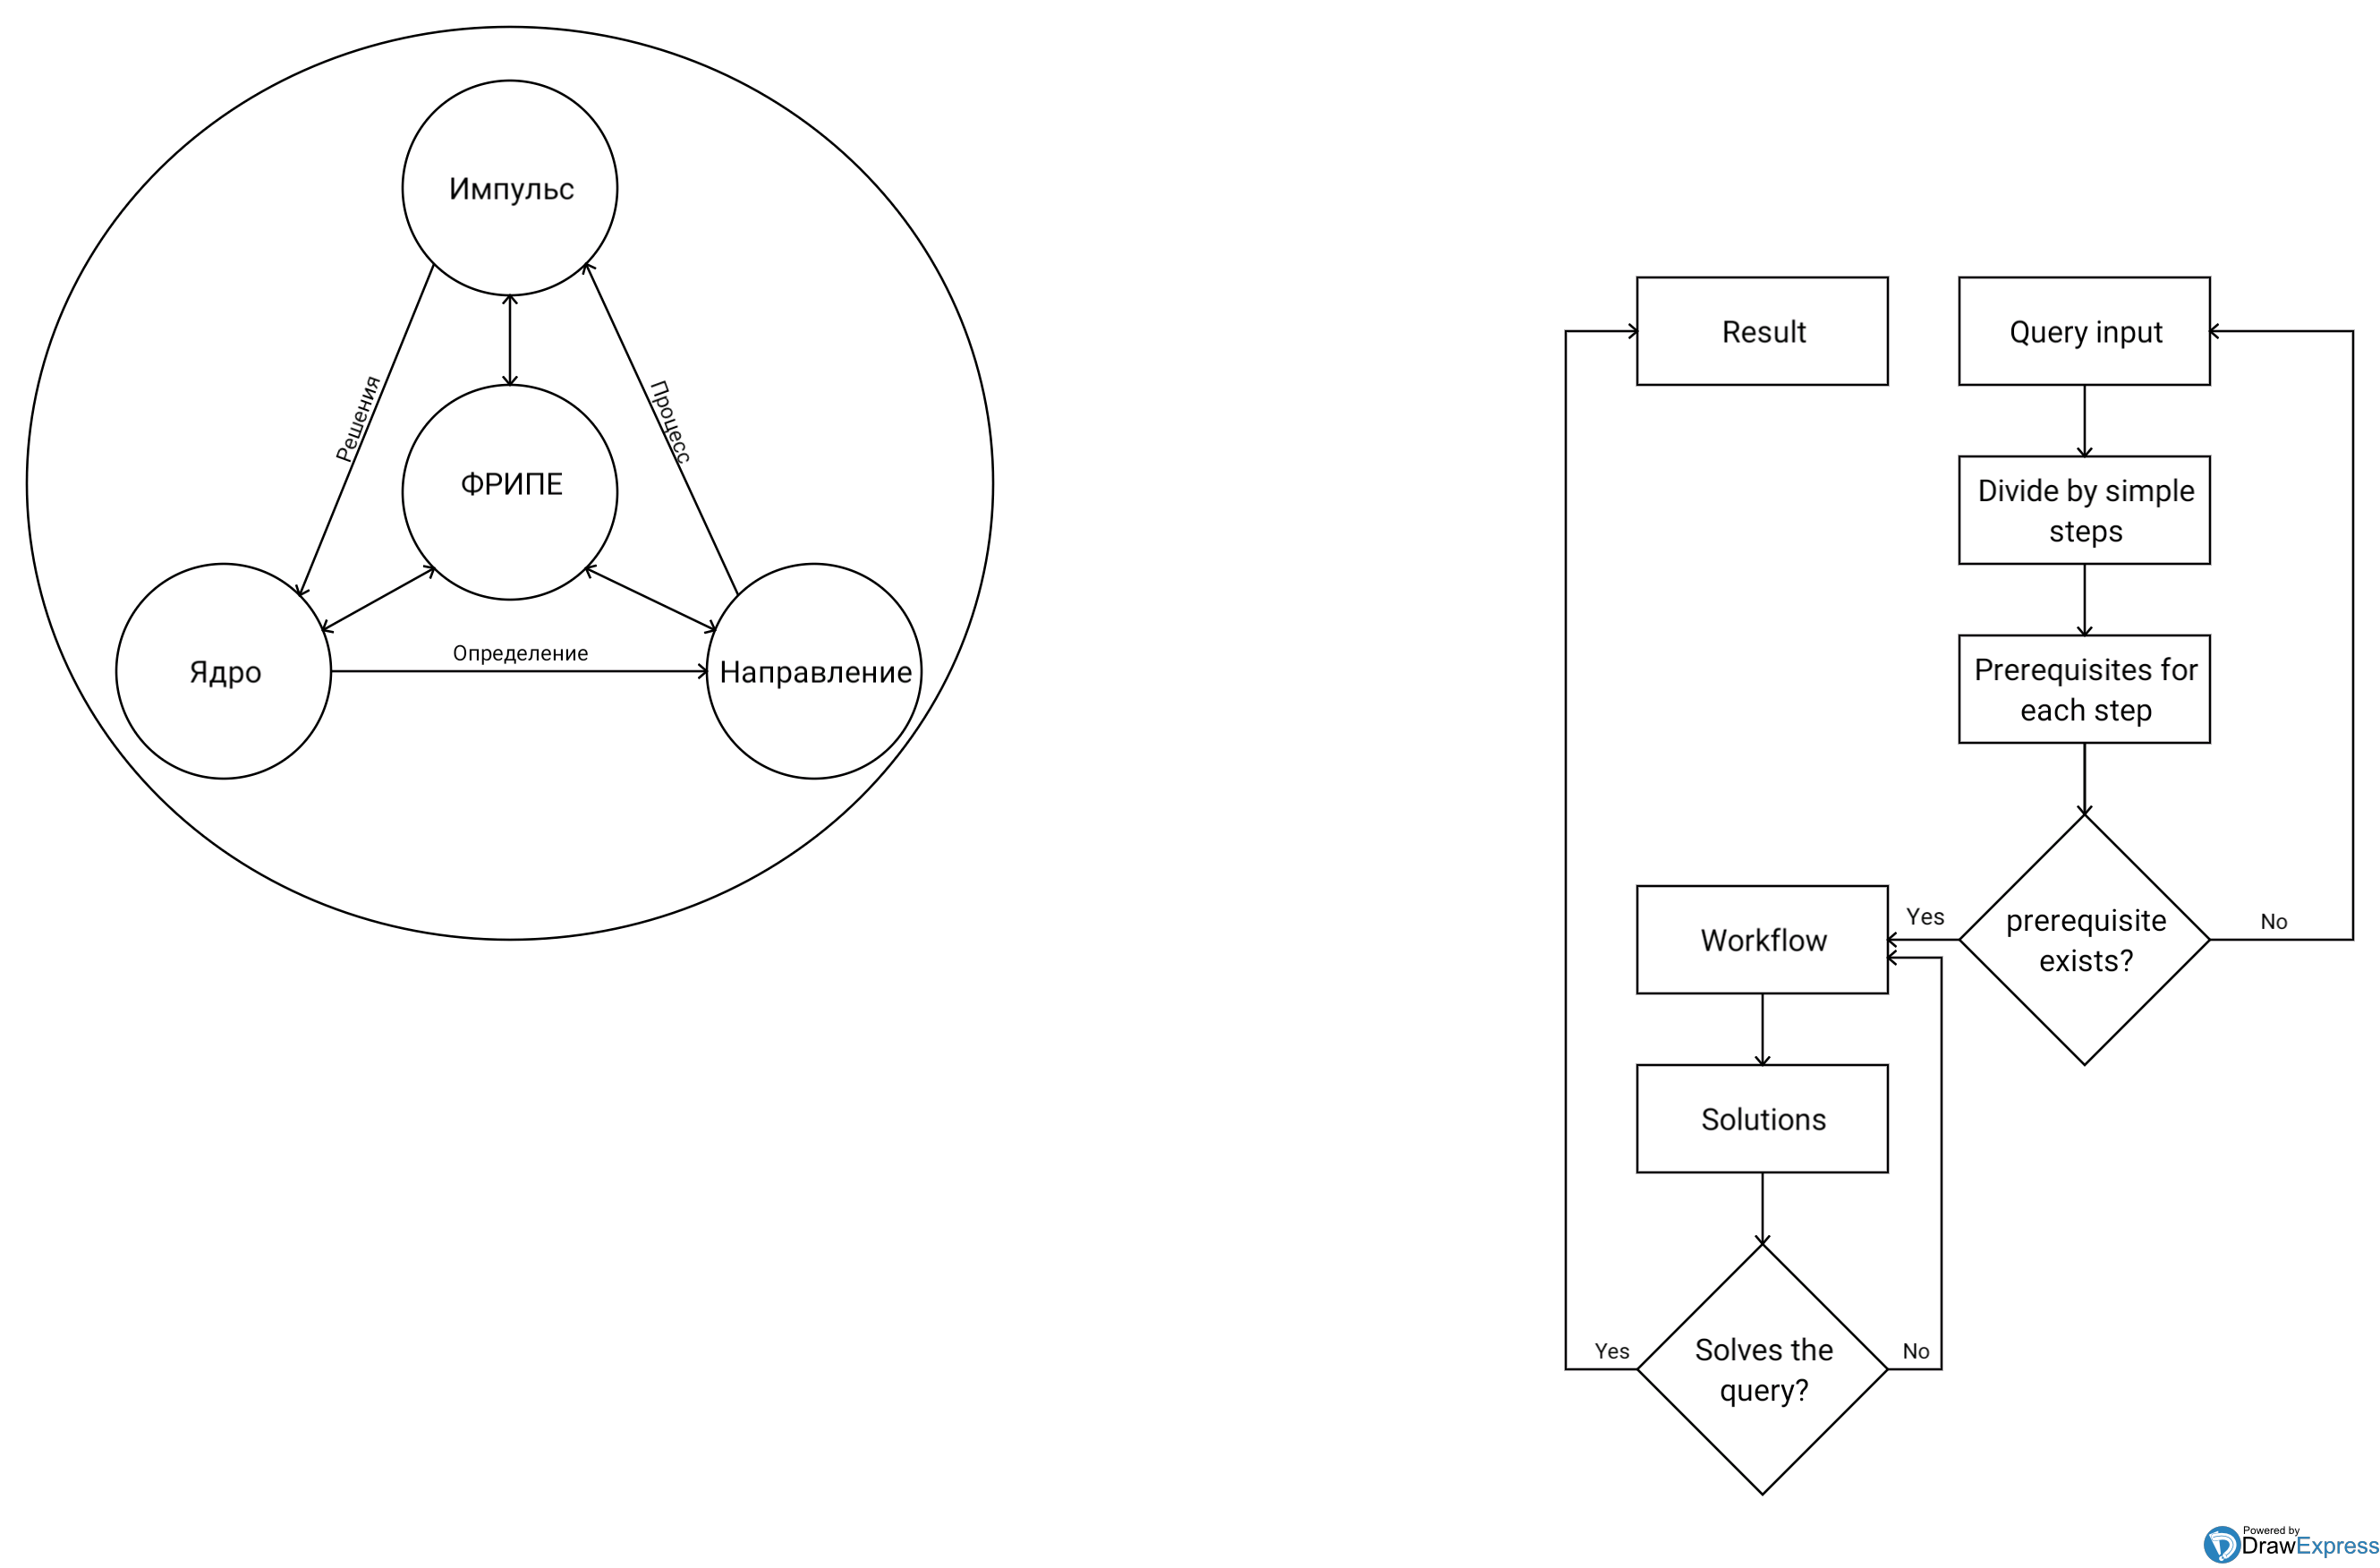 Импульс
Решения
Процесс
ФРИПЕ
Ядро
Определение
Направление
Result
Query input
Divide by simple
steps
Prerequisites for
each step
prerequisite
exists?
Yes
No
Workflow
Solutions
Solves the
query?
Yes
No
Powered by
DrawExpress